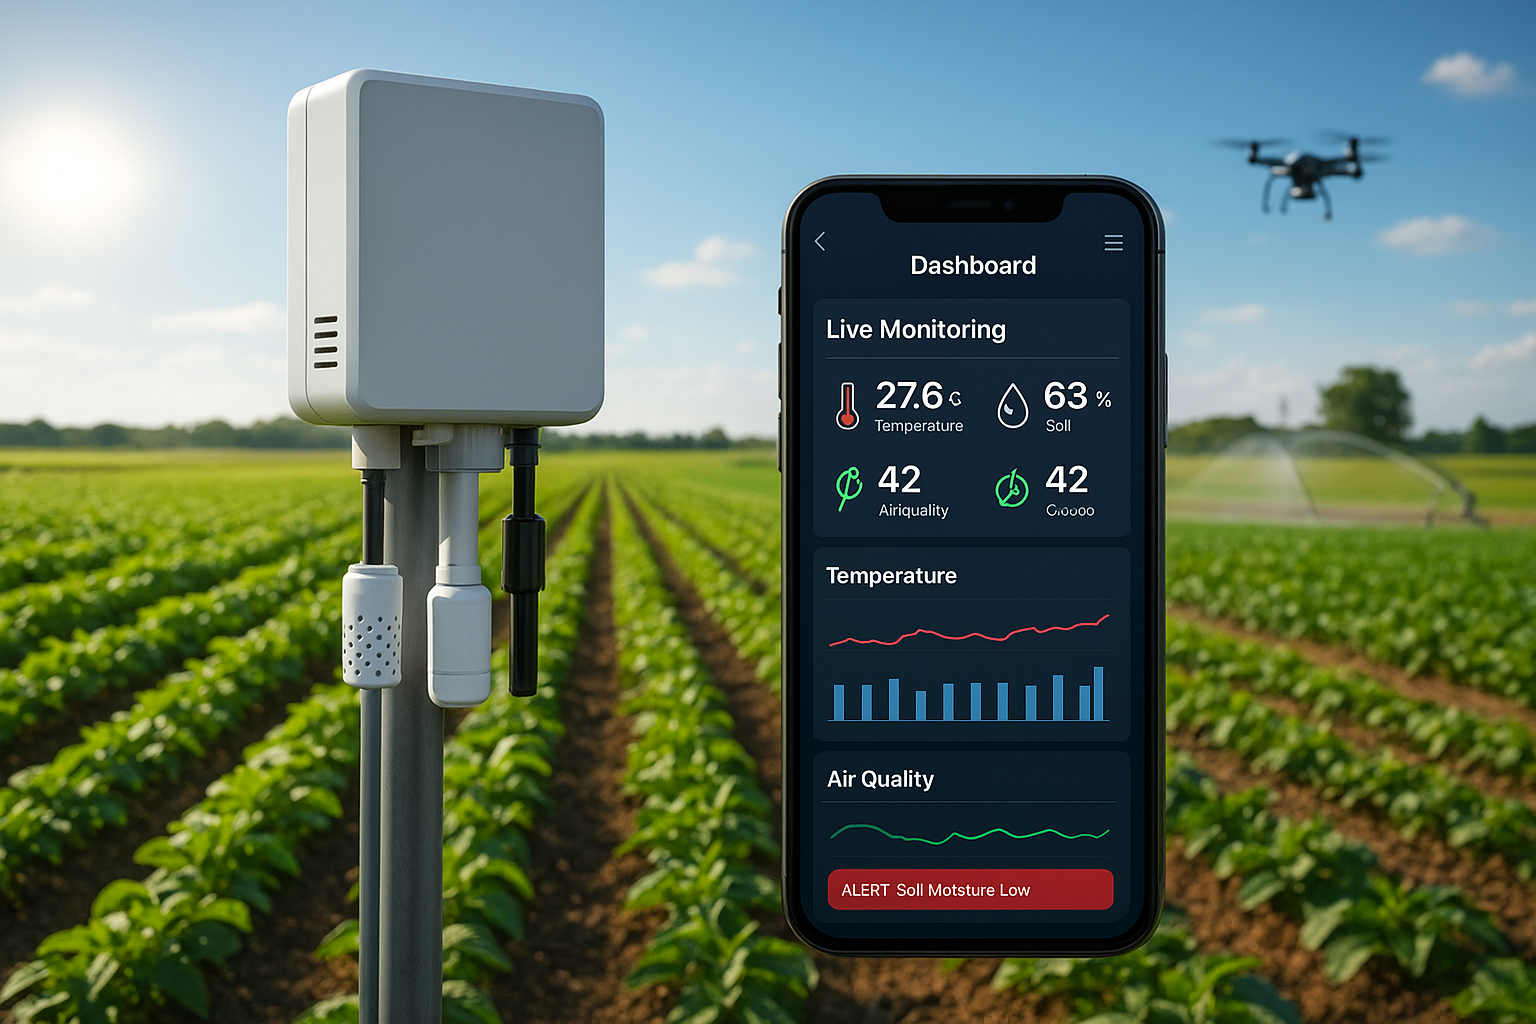 Dashboard
Live Monitoring
27.6
63 %
Temperature
Soll
42
42
Airiquality
Temperature
Air Quality
ALERT Soll Motsture Low